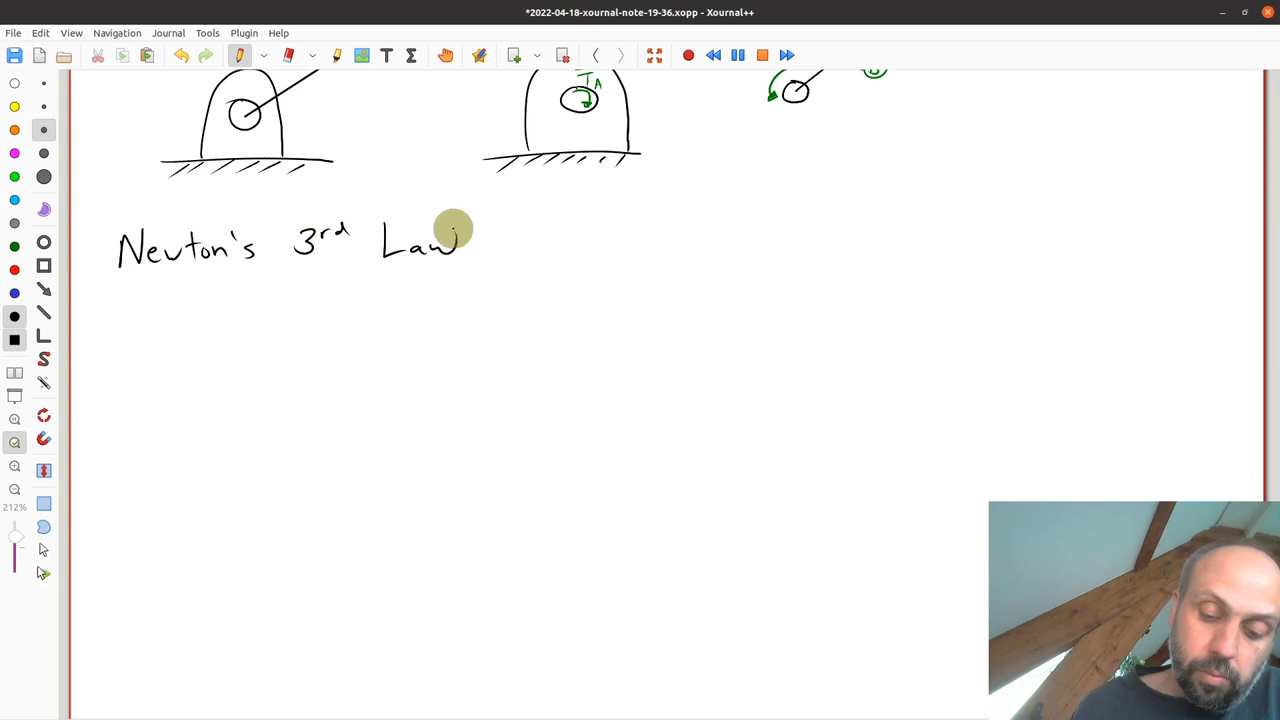 *2022-04-18-xournal-note-19-36.xopp - Xournal++
File Edit View Navigation Journal Tools Plugin Help
T Σ
TA
B
Newton's 3rd Law
212%